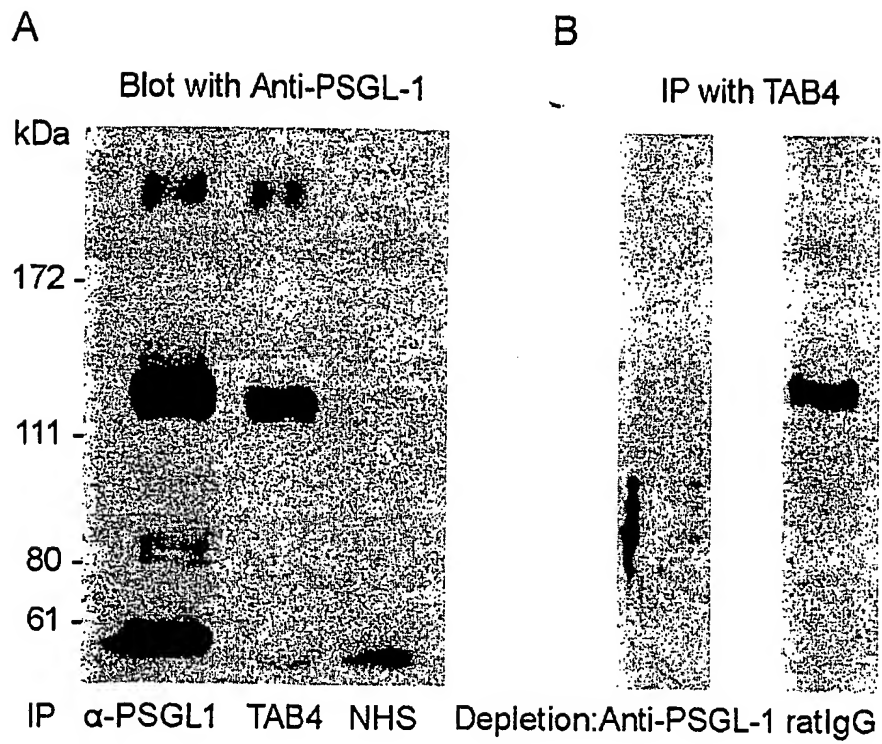 A
B
Blot with Anti-PSGL-1
IP with TAB4
kDa
172 -
111 -
80 -
61 -
IP α-PSGL1 TAB4 NHS
Depletion:Anti-PSGL-1 ratIgG